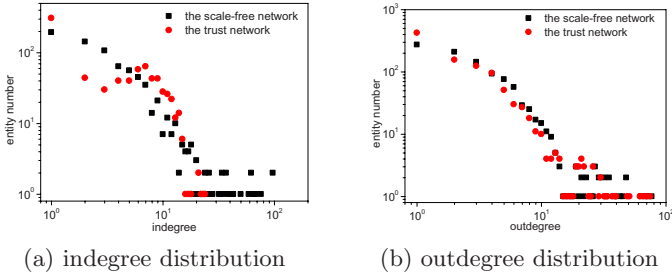 the scale-free network
the trust network
entity number
10²
10¹
10⁰
10⁰ 10¹ 10²
indegree
(a) indegree distribution
the scale-free network
the trust network
entity number
10³
10²
10¹
10⁰
10⁰ 10¹
outdegree
(b) outdegree distribution